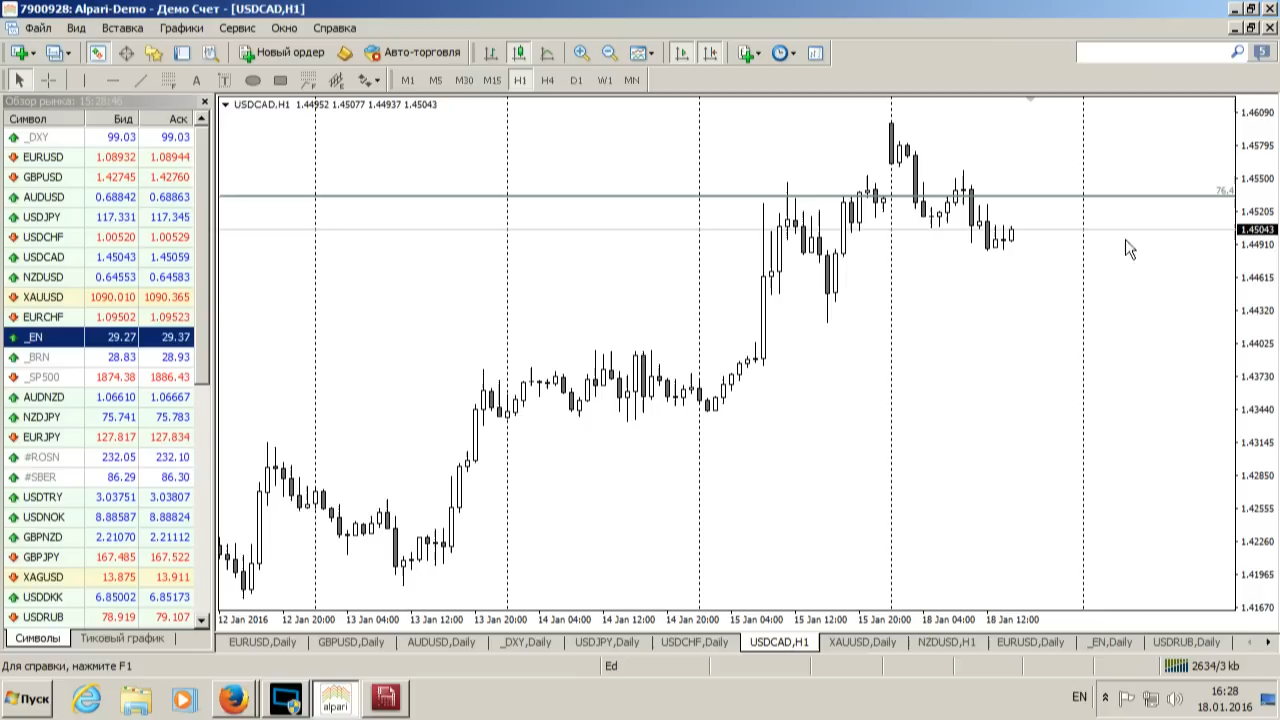 7900928: Alpari-Demo - Демо Счет - [USDCAD,H1]
Файл Вид Вставка Графики Сервис Окно Справка
Новый ордер Авто-торговля
5
A T M1 M5 M30 M15 H1 H4 D1 W1 MN
Обзор рынка: 15:28:46
Символ Бид Аск
_DXY 99.03 99.03
EURUSD 1.08932 1.08944
GBPUSD 1.42745 1.42760
AUDUSD 0.68842 0.68863
USDJPY 117.331 117.345
USDCHF 1.00520 1.00529
USDCAD 1.45043 1.45059
NZDUSD 0.64553 0.64583
XAUUSD 1090.010 1090.365
EURCHF 1.09502 1.09523
_EN 29.27 29.37
_BRN 28.83 28.93
_SP500 1874.38 1886.43
AUDNZD 1.06610 1.06667
NZDJPY 75.741 75.783
EURJPY 127.817 127.834
#ROSN 232.05 232.10
#SBER 86.29 86.30
USDTRY 3.03751 3.03807
USDNOK 8.88587 8.88824
GBPNZD 2.21070 2.21112
GBPJPY 167.485 167.522
XAGUSD 13.875 13.911
USDDKK 6.85002 6.85173
USDRUB 78.919 79.107
Символы Тиковый график
USDCAD,H1 1.44952 1.45077 1.44937 1.45043
76.4
1.46090
1.45795
1.45500
1.45205
1.45043
1.44910
1.44615
1.44320
1.44025
1.43730
1.43440
1.43145
1.42850
1.42555
1.42260
1.41965
1.41670
12 Jan 2016 12 Jan 20:00 13 Jan 04:00 13 Jan 12:00 13 Jan 20:00 14 Jan 04:00 14 Jan 12:00 14 Jan 20:00 15 Jan 04:00 15 Jan 12:00 15 Jan 20:00 18 Jan 04:00 18 Jan 12:00
EURUSD,Daily GBPUSD,Daily AUDUSD,Daily _DXY,Daily USDJPY,Daily USDCHF,Daily USDCAD,H1 XAUUSD,Daily NZDUSD,H1 EURUSD,Daily _EN,Daily USDRUB,Daily
Для справки, нажмите F1 Ed 2634/3 kb
Пуск alpari EN 16:28
18.01.2016